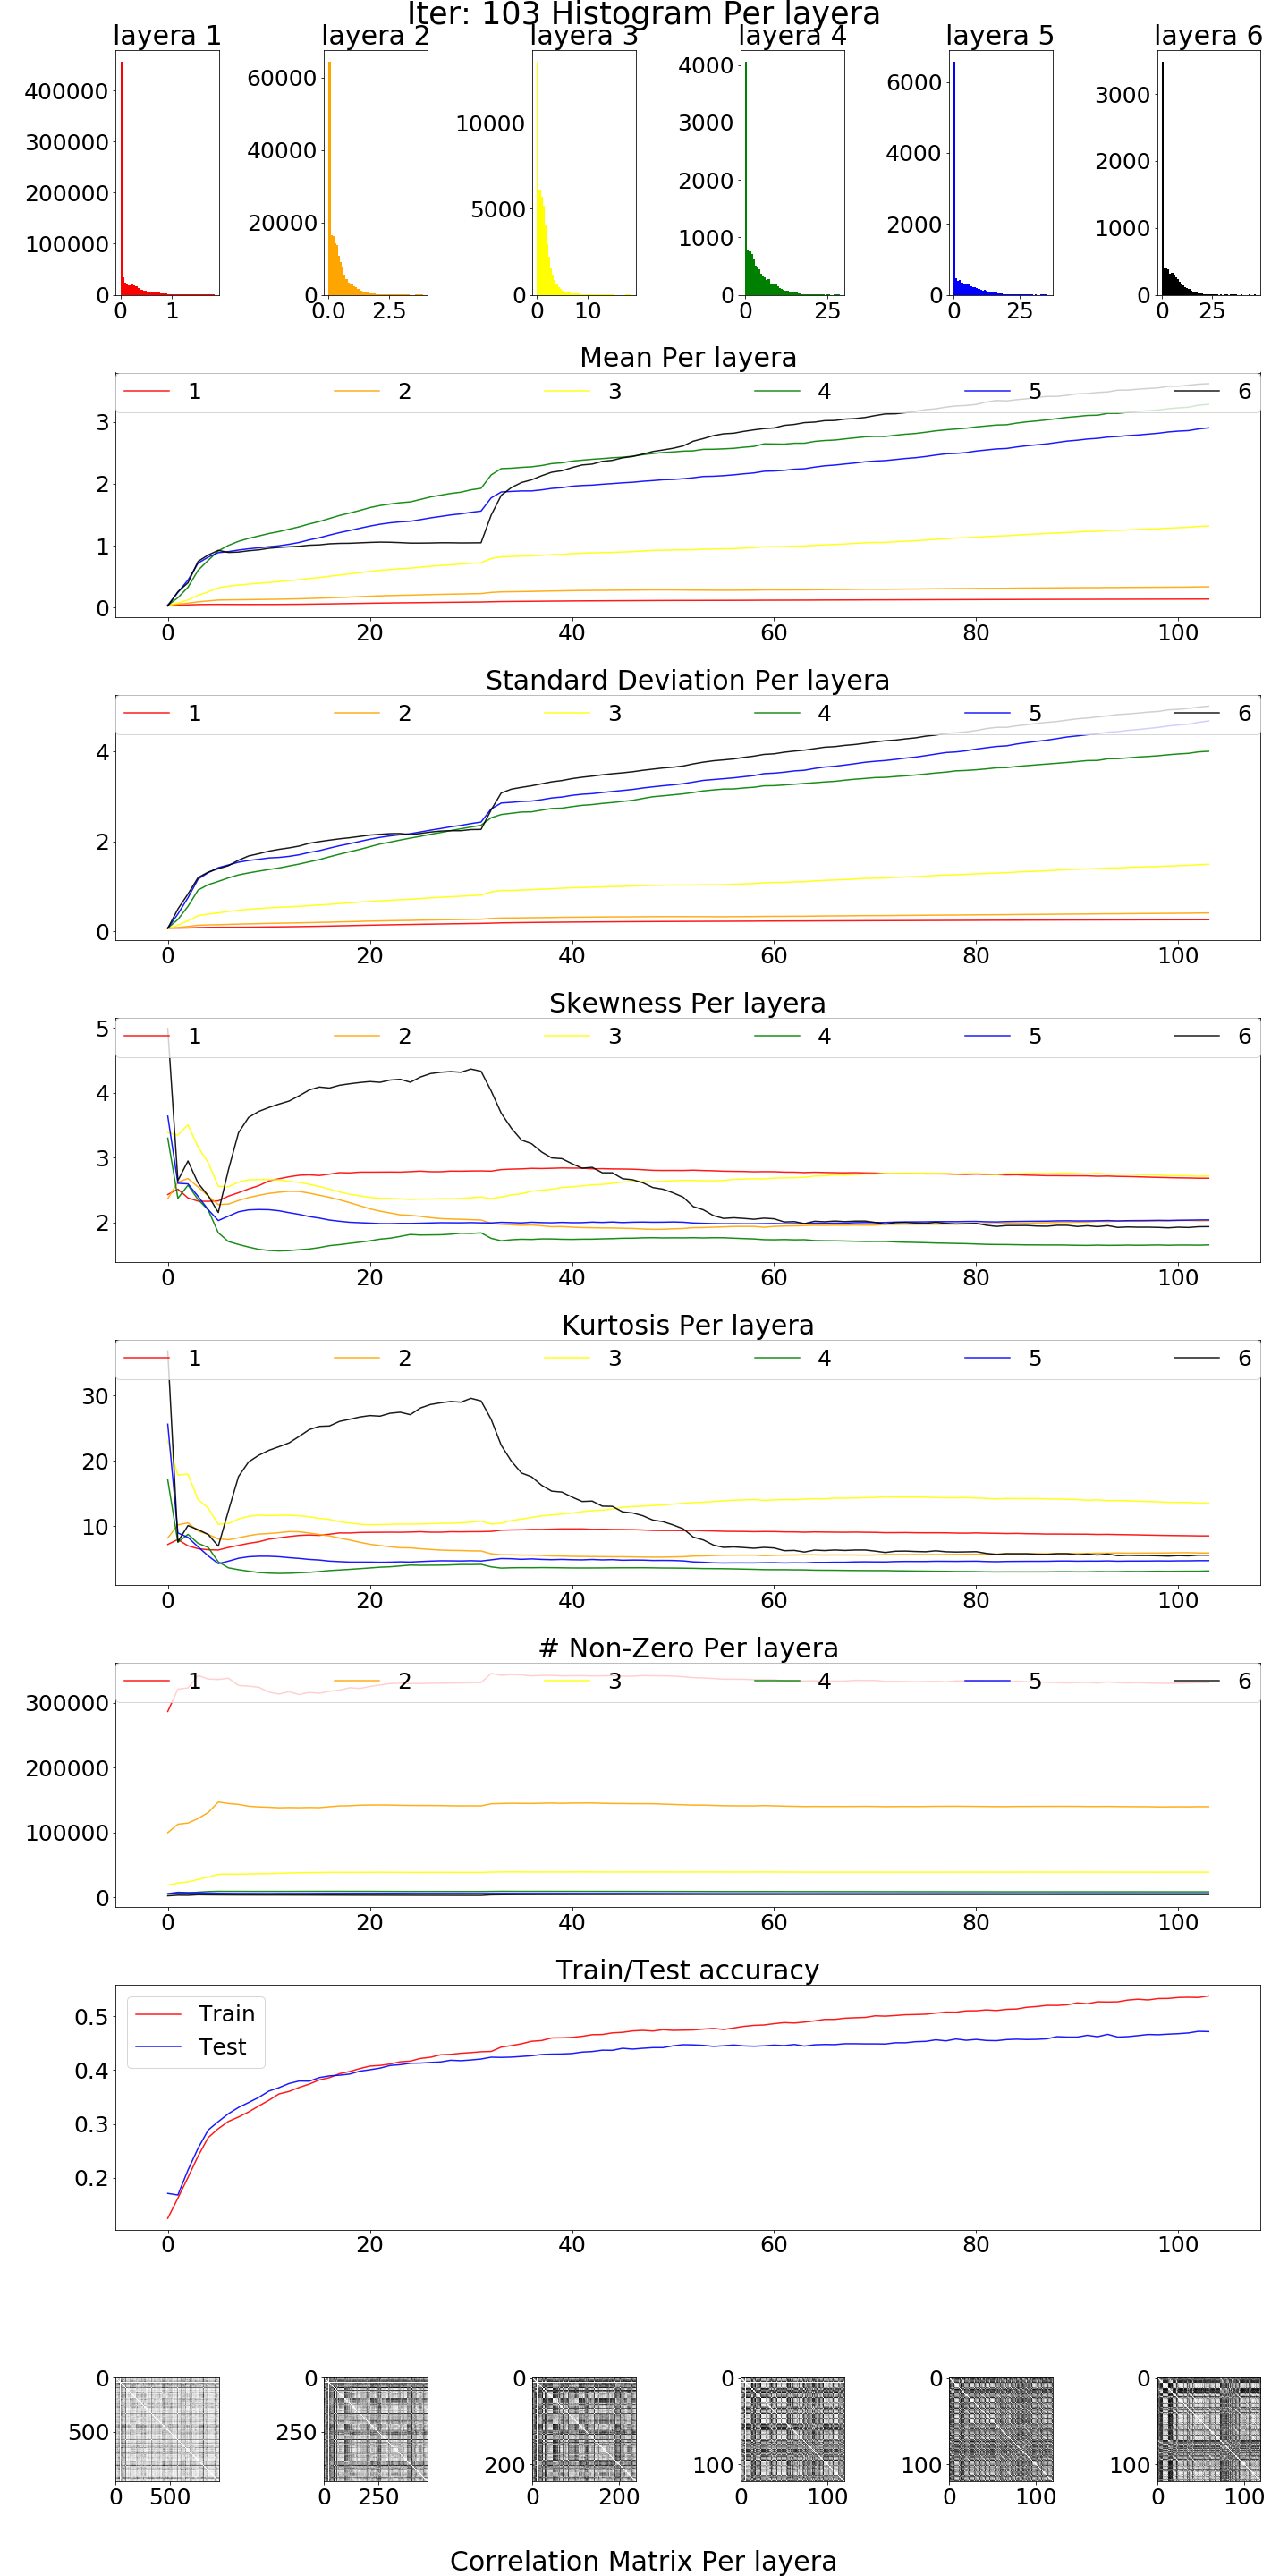 Iter: 103 Histogram Per layera
layera 1 layera 2 layera 3 layera 4 layera 5 layera 6
400000 300000 200000 100000 0
0 1
60000 40000 20000 0
0.0 2.5
10000 5000 0
0 10
4000 3000 2000 1000 0
0 25
6000 4000 2000 0
0 25
3000 2000 1000 0
0 25
Mean Per layera
1 2 3 4 5 6
3
2
1
0
0 20 40 60 80 100
Standard Deviation Per layera
1 2 3 4 5 6
4
2
0
0 20 40 60 80 100
Skewness Per layera
1 2 3 4 5 6
5
4
3
2
0 20 40 60 80 100
Kurtosis Per layera
1 2 3 4 5 6
30
20
10
0 20 40 60 80 100
# Non-Zero Per layera
1 2 3 4 5 6
300000
200000
100000
0
0 20 40 60 80 100
Train/Test accuracy
Train
Test
0.5
0.4
0.3
0.2
0 20 40 60 80 100
0 500
0 500
0 250
0 250
0 200
0 200
0 100
0 100
0 100
0 100
0 100
0 100
Correlation Matrix Per layera